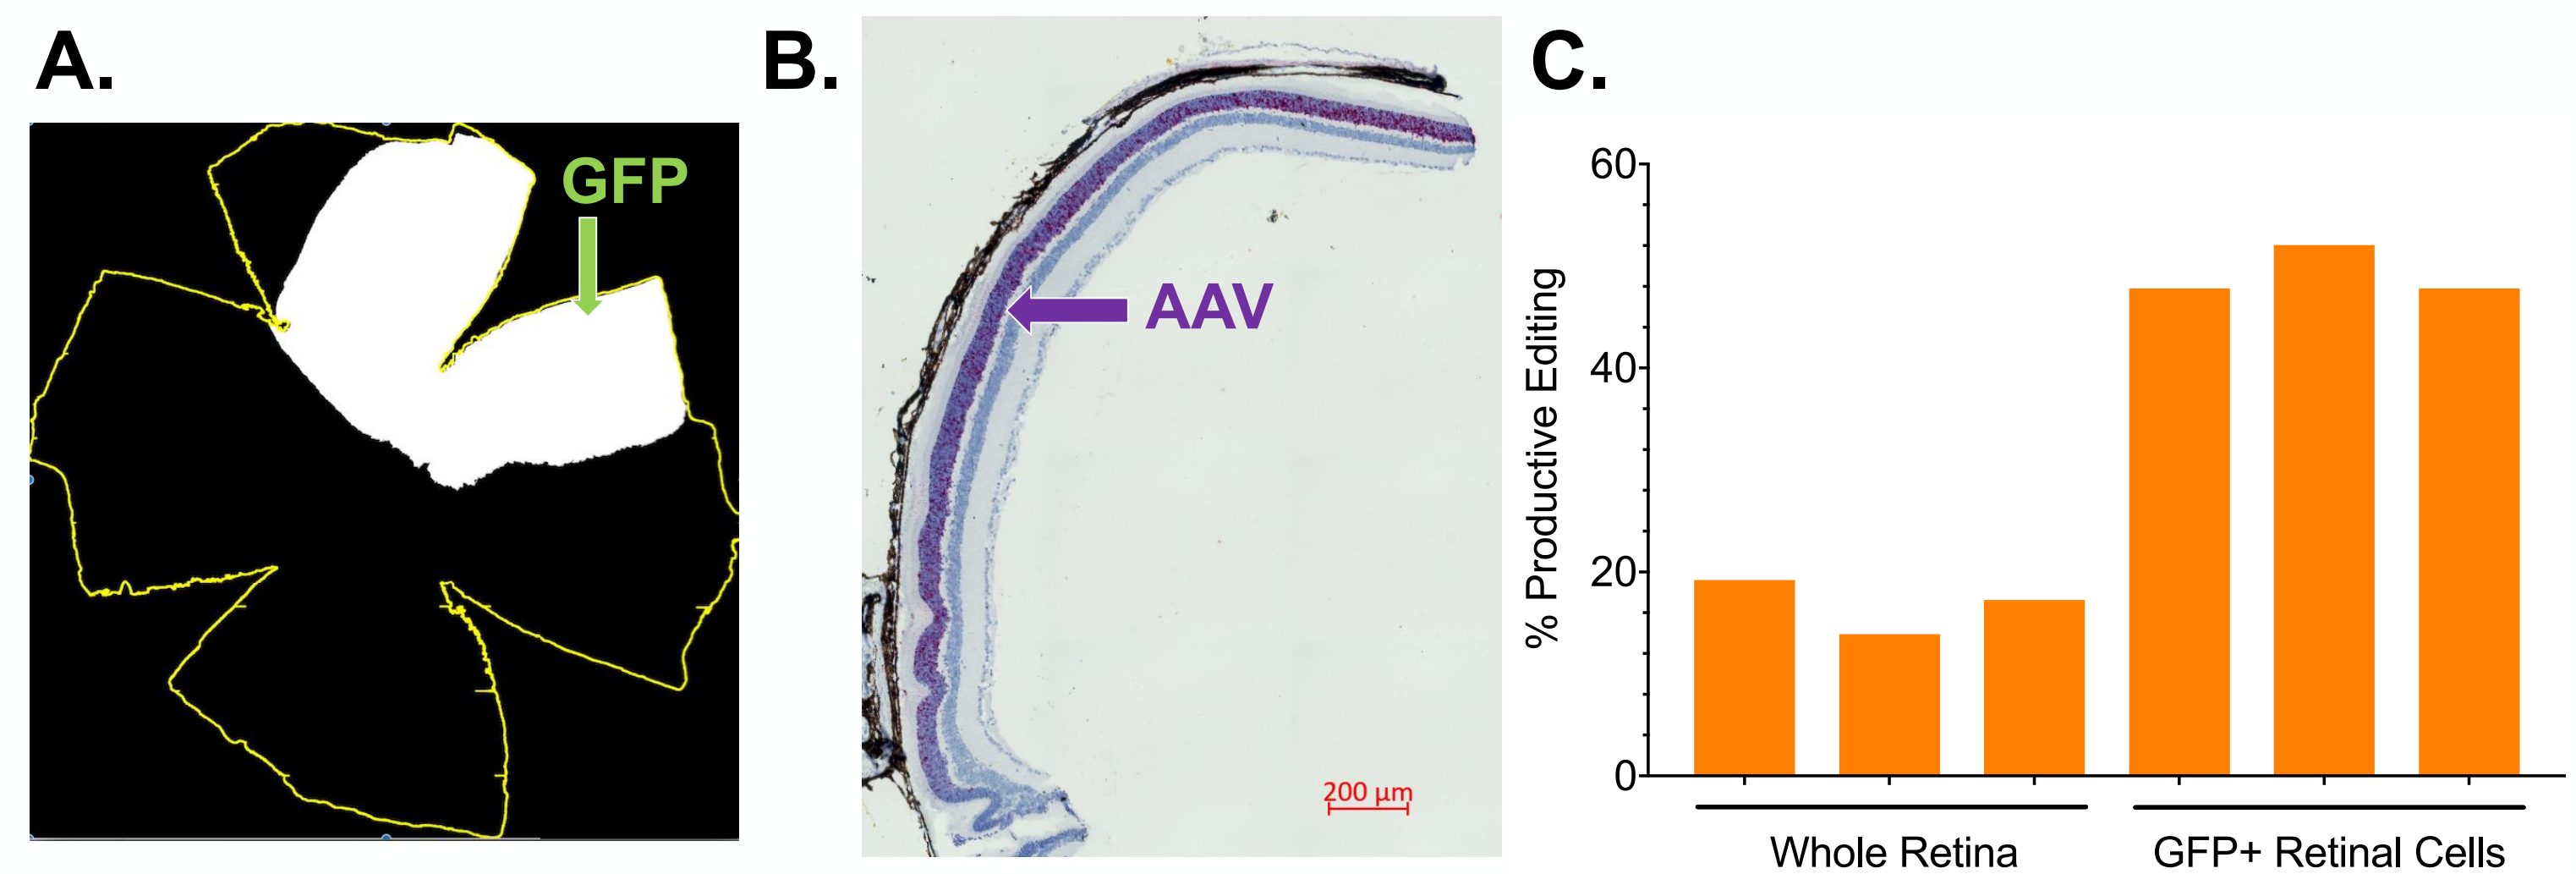 A.
GFP
B.
AAV
200 μm
C.
% Productive Editing
60
40
20
0
Whole Retina
GFP+ Retinal Cells